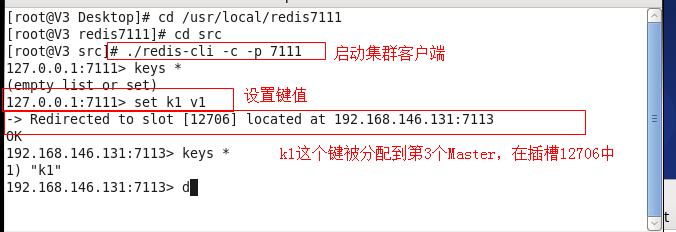 [root@V3 Desktop]# cd /usr/local/redis7111
[root@V3 redis7111]# cd src
[root@V3 src]# ./redis-cli -c -p 7111 启动集群客户端
127.0.0.1:7111> keys *
(empty list or set)
127.0.0.1:7111> set k1 v1 设置键值
-> Redirected to slot [12706] located at 192.168.146.131:7113
OK
192.168.146.131:7113> keys * k1这个键被分配到第3个Master，在插槽12706中
1) "k1"
192.168.146.131:7113> d
t